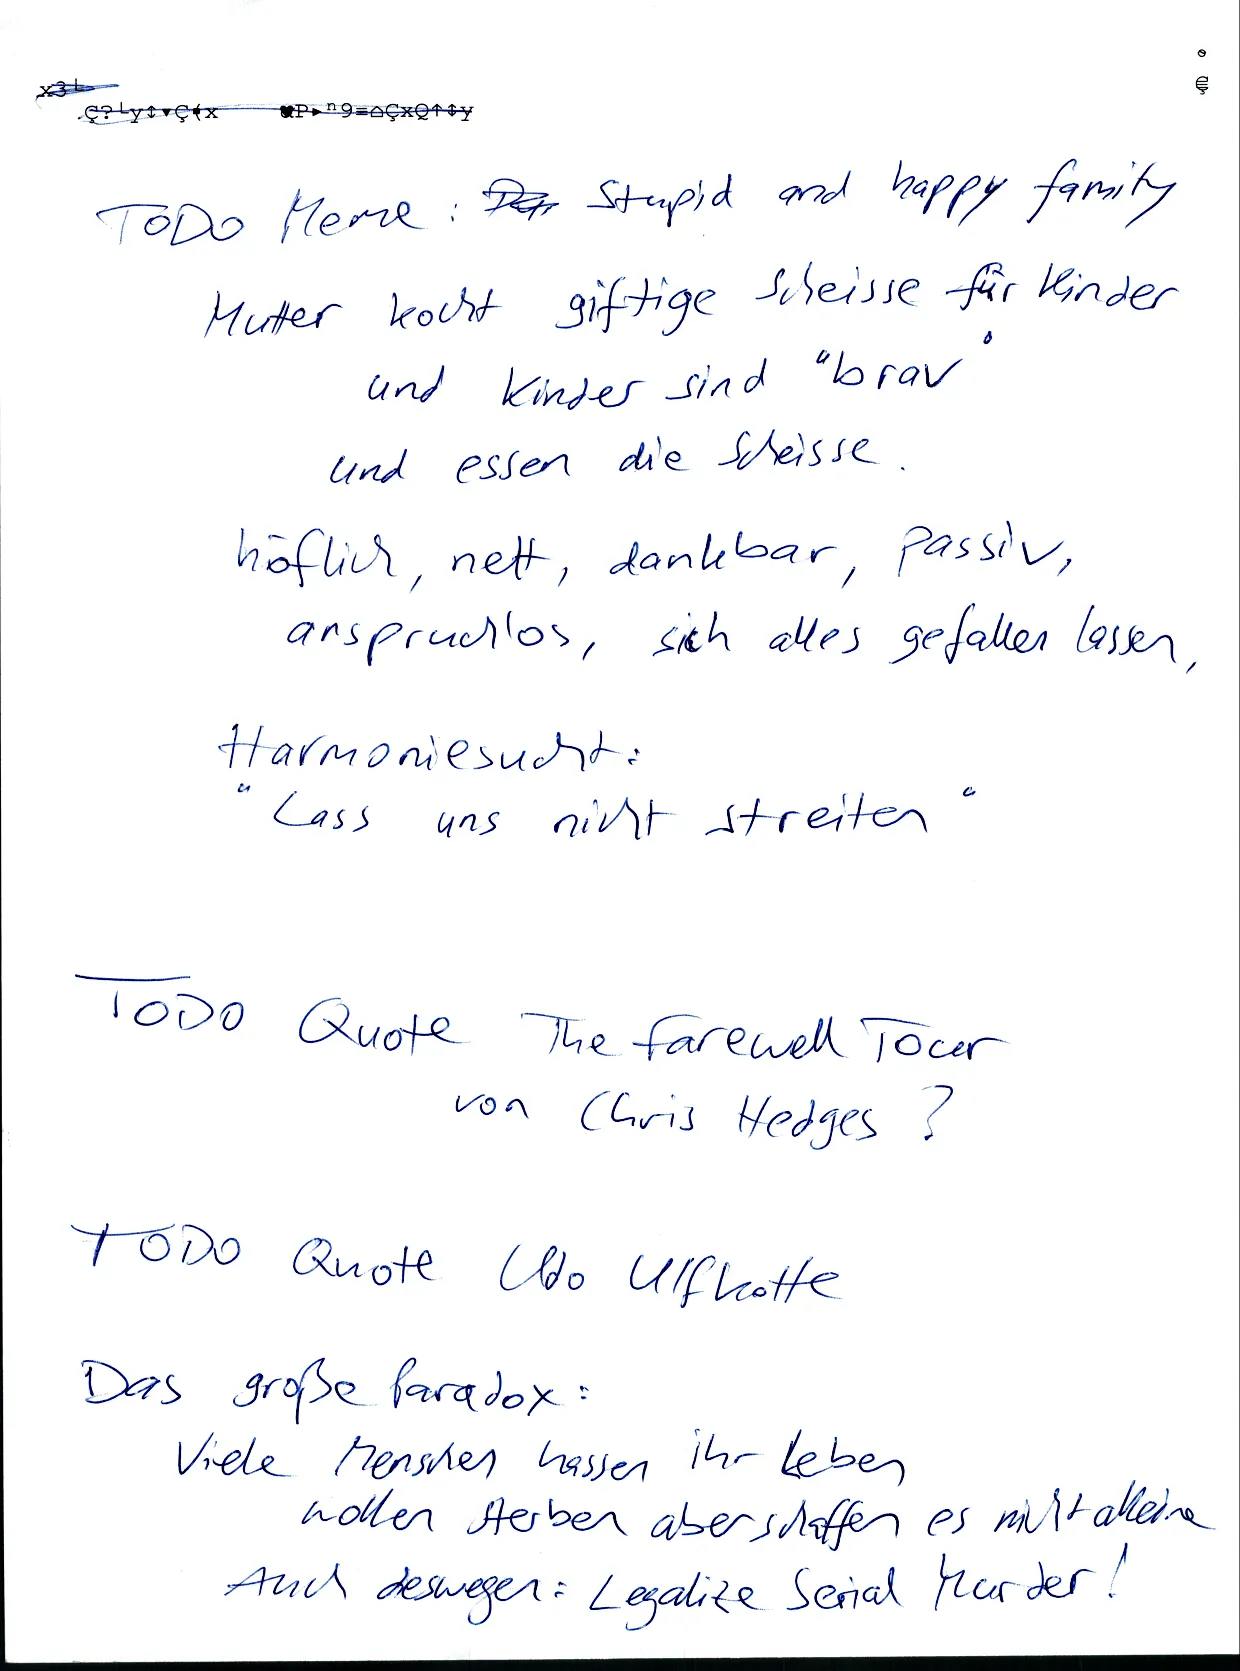 TODO Meme: Stupid and happy family
Mutter kocht giftige Scheisse für Kinder
und Kinder sind "brav"
und essen die Scheisse.
höflich, nett, dankbar, passiv,
anspruchlos, sich alles gefallen lassen,
Harmoniesucht:
"Lass uns nicht streiten"
TODO Quote The Farewell Tour
von Chris Hedges ?
TODO Quote Udo Ulfkotte
Das große Paradox:
Viele Menschen hassen ihr Leben
wollen sterben aber schaffen es nicht alleine
Auch deswegen: Legalize Serial Murder!